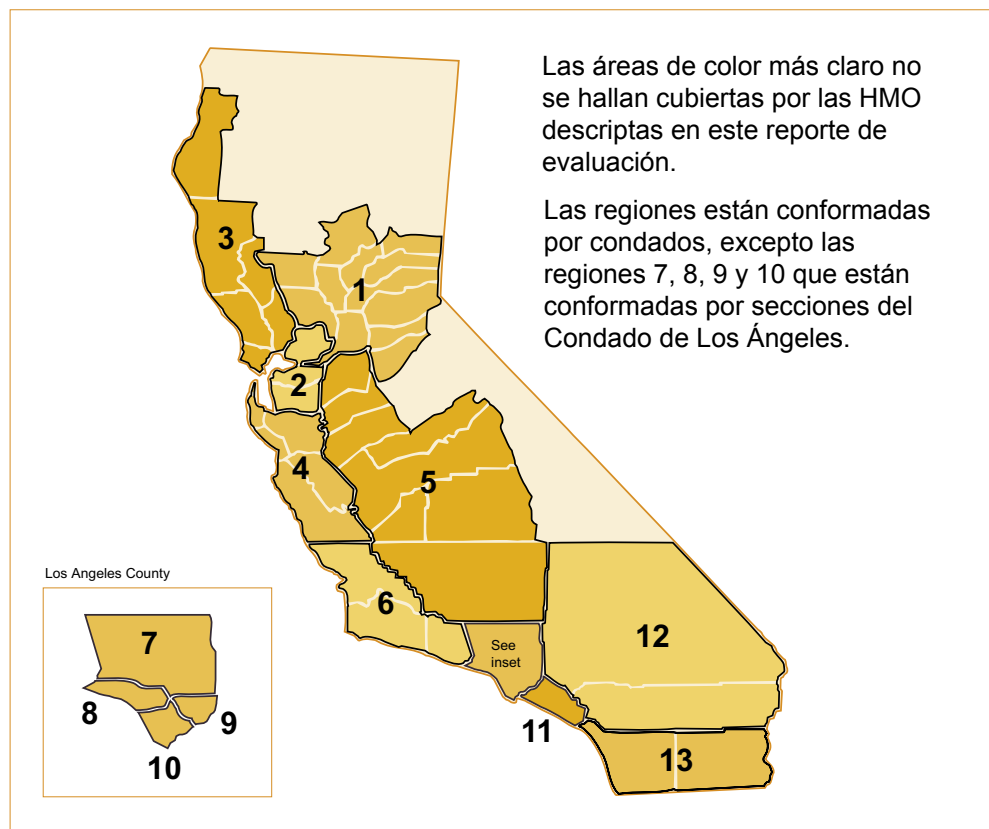 Las áreas de color más claro no
se hallan cubiertas por las HMO
descriptas en este reporte de
evaluación.
Las regiones están conformadas
por condados, excepto las
regiones 7, 8, 9 y 10 que están
conformadas por secciones del
Condado de Los Ángeles.
3
1
2
4
5
6
See
inset
12
11
13
Los Angeles County
7
8
9
10